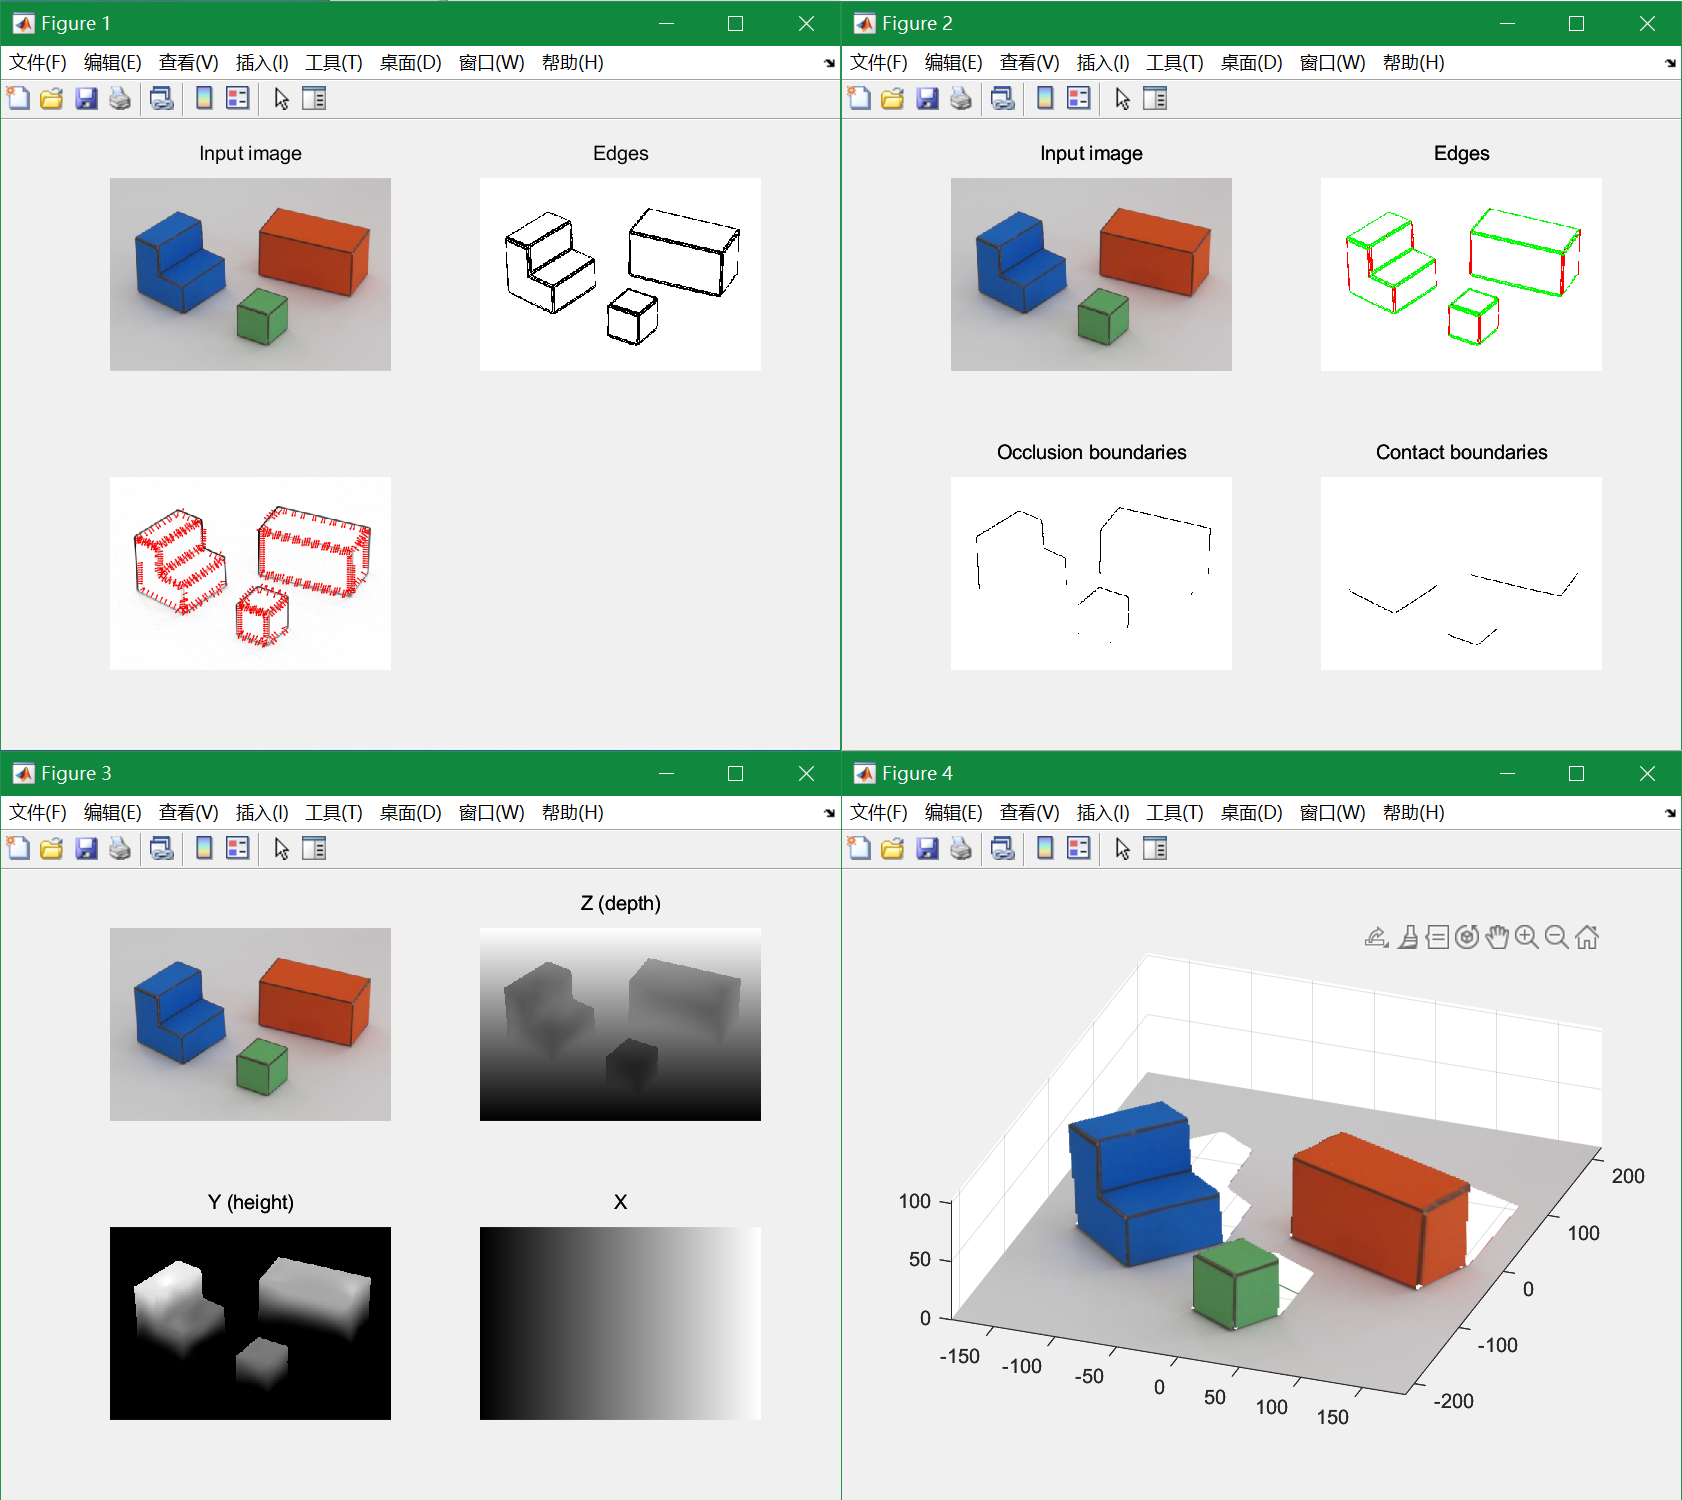 Figure 1
文件(F) 编辑(E) 查看(V) 插入(I) 工具(T) 桌面(D) 窗口(W) 帮助(H)
Input image
Edges
Figure 2
文件(F) 编辑(E) 查看(V) 插入(I) 工具(T) 桌面(D) 窗口(W) 帮助(H)
Input image
Edges
Occlusion boundaries
Contact boundaries
Figure 3
文件(F) 编辑(E) 查看(V) 插入(I) 工具(T) 桌面(D) 窗口(W) 帮助(H)
Z (depth)
Y (height)
X
Figure 4
文件(F) 编辑(E) 查看(V) 插入(I) 工具(T) 桌面(D) 窗口(W) 帮助(H)
100
50
0
-150
-100
-50
0
50
100
150
200
100
0
-100
-200